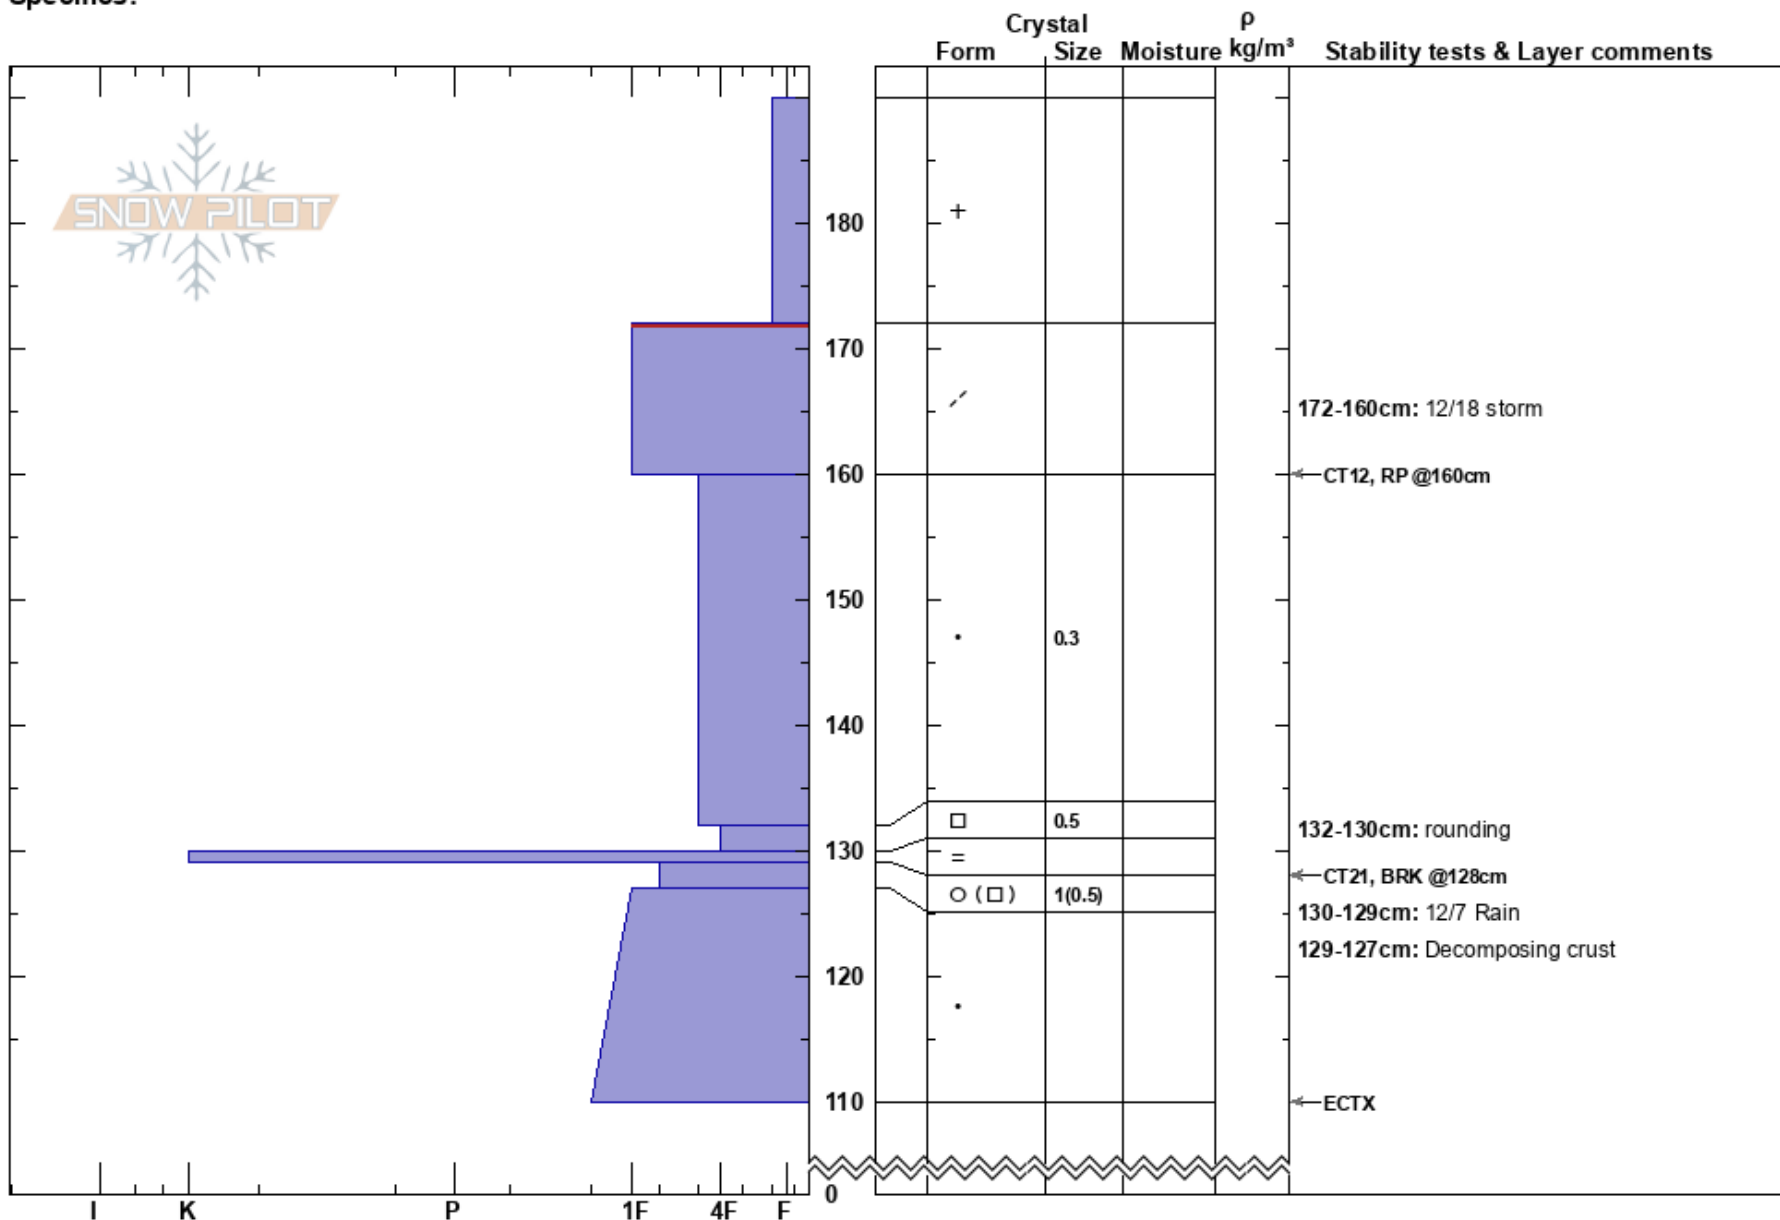 Specifics:
Crystal ρ
Form Size Moisture kg/m³ Stability tests & Layer comments
SNOW PILOT
180 +
170
172-160cm: 12/18 storm
160 CT12, RP @160cm
150
0.3
140
0.5
132-130cm: rounding
130
=
CT21, BRK @128cm
1(0.5)
130-129cm: 12/7 Rain
129-127cm: Decomposing crust
120
110 ECTX
0
I K P 1F 4F F